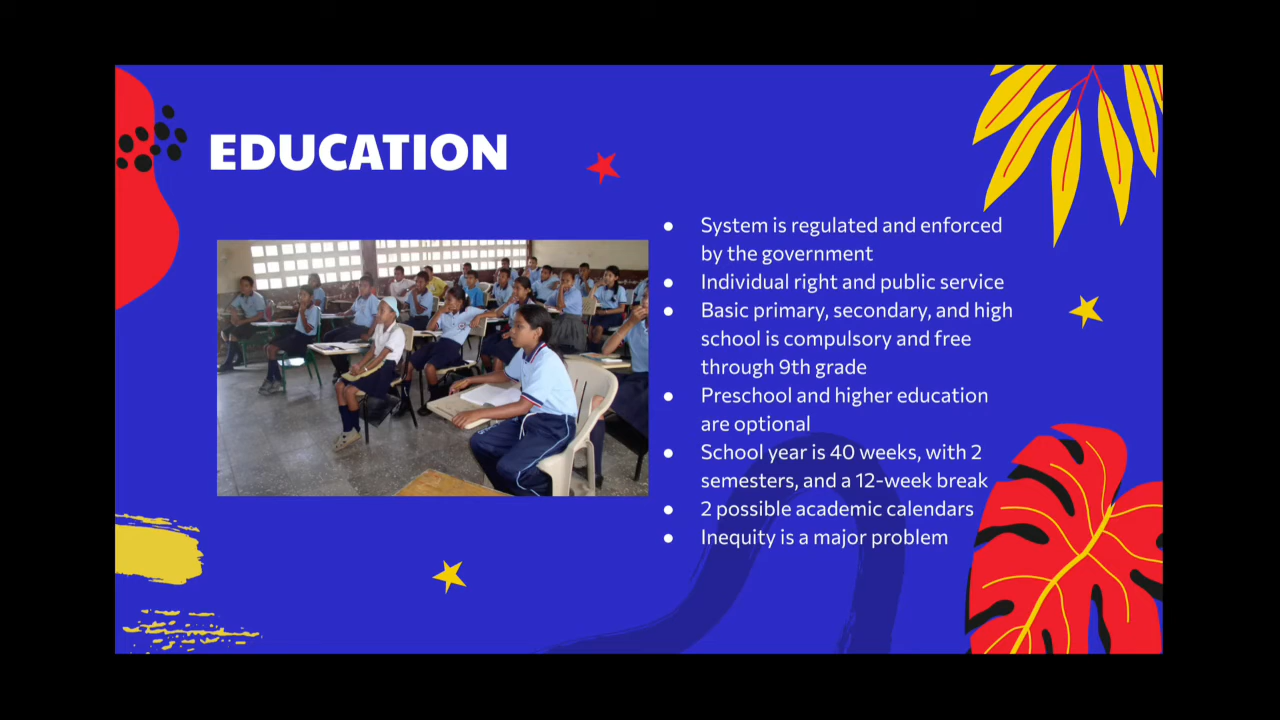 EDUCATION
● System is regulated and enforced
by the government
● Individual right and public service
● Basic primary, secondary, and high
school is compulsory and free
through 9th grade
● Preschool and higher education
are optional
● School year is 40 weeks, with 2
semesters, and a 12-week break
● 2 possible academic calendars
● Inequity is a major problem